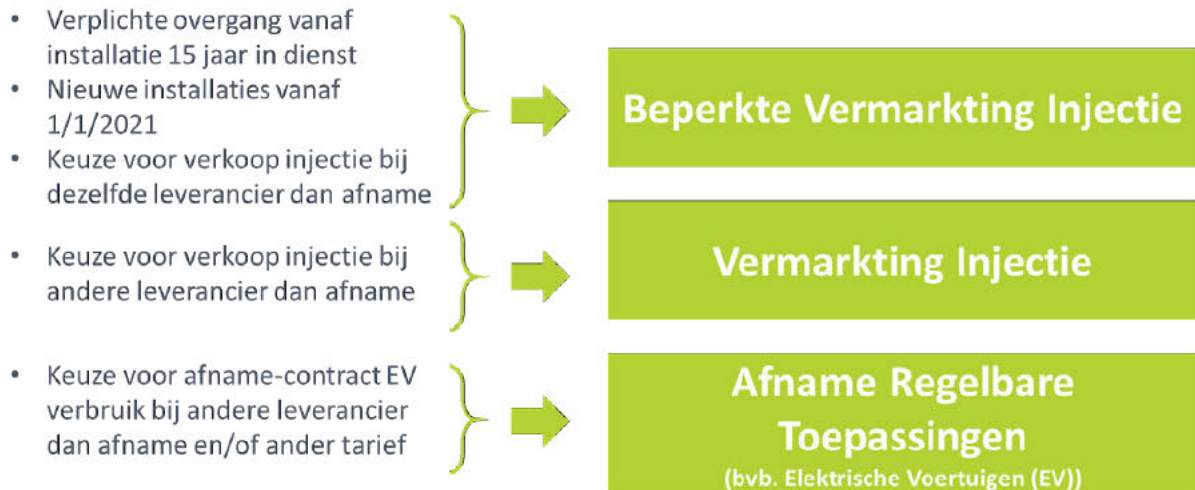 • Verplichte overgang vanaf
installatie 15 jaar in dienst
• Nieuwe installaties vanaf
1/1/2021
• Keuze voor verkoop injectie bij
dezelfde leverancier dan afname
Beperkte Vermarkting Injectie
• Keuze voor verkoop injectie bij
andere leverancier dan afname
Vermarkting Injectie
• Keuze voor afname-contract EV
verbruik bij andere leverancier
dan afname en/of ander tarief
Afname Regelbare
Toepassingen
(bvb. Elektrische Voertuigen (EV))